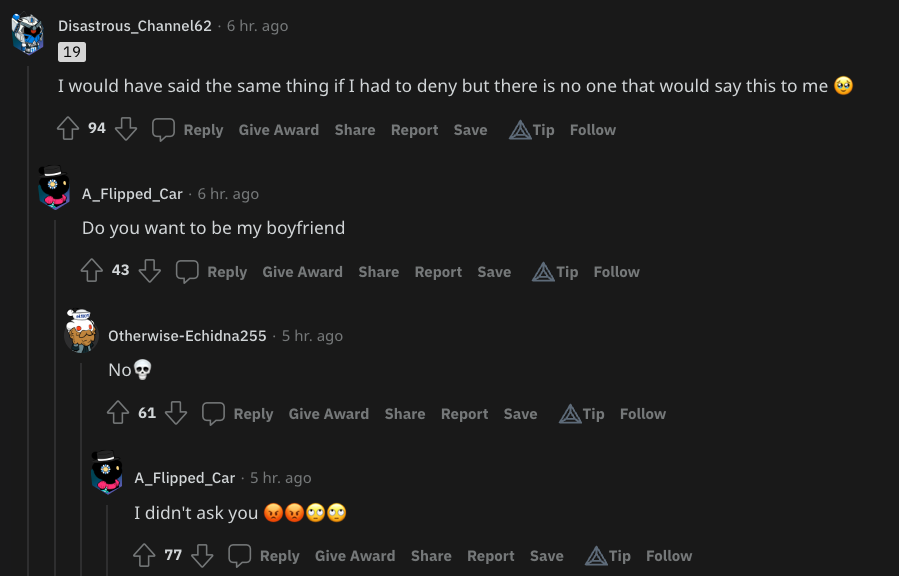 Disastrous_Channel62 · 6 hr. ago
19
I would have said the same thing if I had to deny but there is no one that would say this to me 🥹
94 Reply Give Award Share Report Save Tip Follow
A_Flipped_Car · 6 hr. ago
Do you want to be my boyfriend
43 Reply Give Award Share Report Save Tip Follow
Otherwise-Echidna255 · 5 hr. ago
No💀
61 Reply Give Award Share Report Save Tip Follow
A_Flipped_Car · 5 hr. ago
I didn't ask you 😡😡🙄🙄
77 Reply Give Award Share Report Save Tip Follow